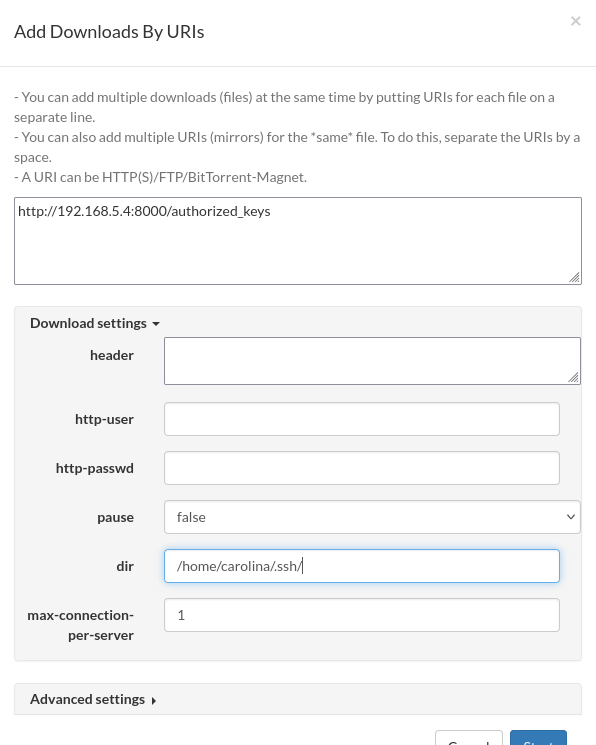 Add Downloads By URIs
×
- You can add multiple downloads (files) at the same time by putting URIs for each file on a
separate line.
- You can also add multiple URIs (mirrors) for the *same* file. To do this, separate the URIs by a
space.
- A URI can be HTTP(S)/FTP/BitTorrent-Magnet.
http://192.168.5.4:8000/authorized_keys
Download settings
header
http-user
http-passwd
pause
false
dir
/home/carolina/.ssh/
max-connection-
per-server
1
Advanced settings
Cancel
Start